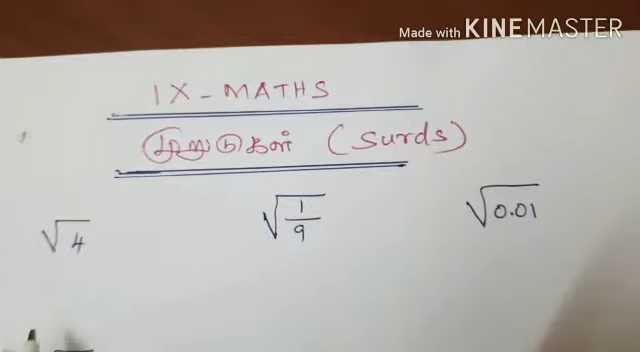 Made with KINEMASTER
IX - MATHS
முறுடுகள் (Surds)
√4 √1/9 √0.01